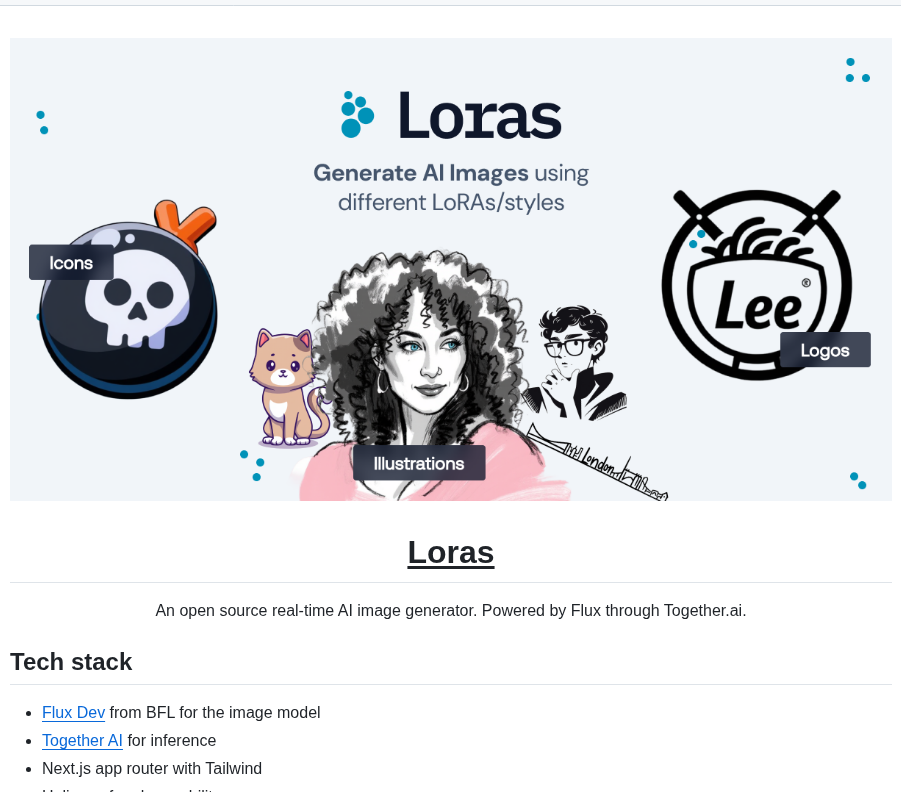 Loras
Generate AI Images using
different LoRAs/styles
Icons
Lee®
Logos
Illustrations
London
Loras
An open source real-time AI image generator. Powered by Flux through Together.ai.
Tech stack
Flux Dev from BFL for the image model
Together AI for inference
Next.js app router with Tailwind